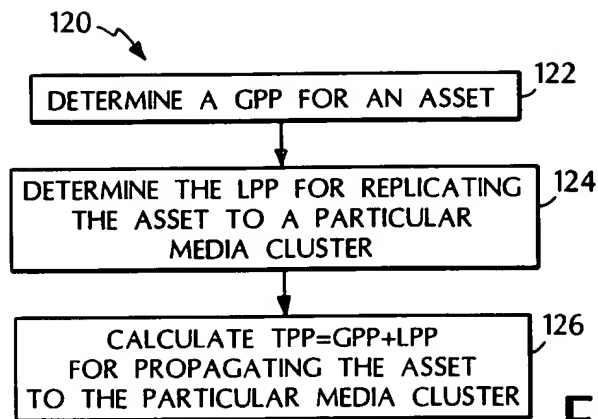 120
DETERMINE A GPP FOR AN ASSET
122
DETERMINE THE LPP FOR REPLICATING
THE ASSET TO A PARTICULAR
MEDIA CLUSTER
124
CALCULATE TPP=GPP+LPP
FOR PROPAGATING THE ASSET
TO THE PARTICULAR MEDIA CLUSTER
126